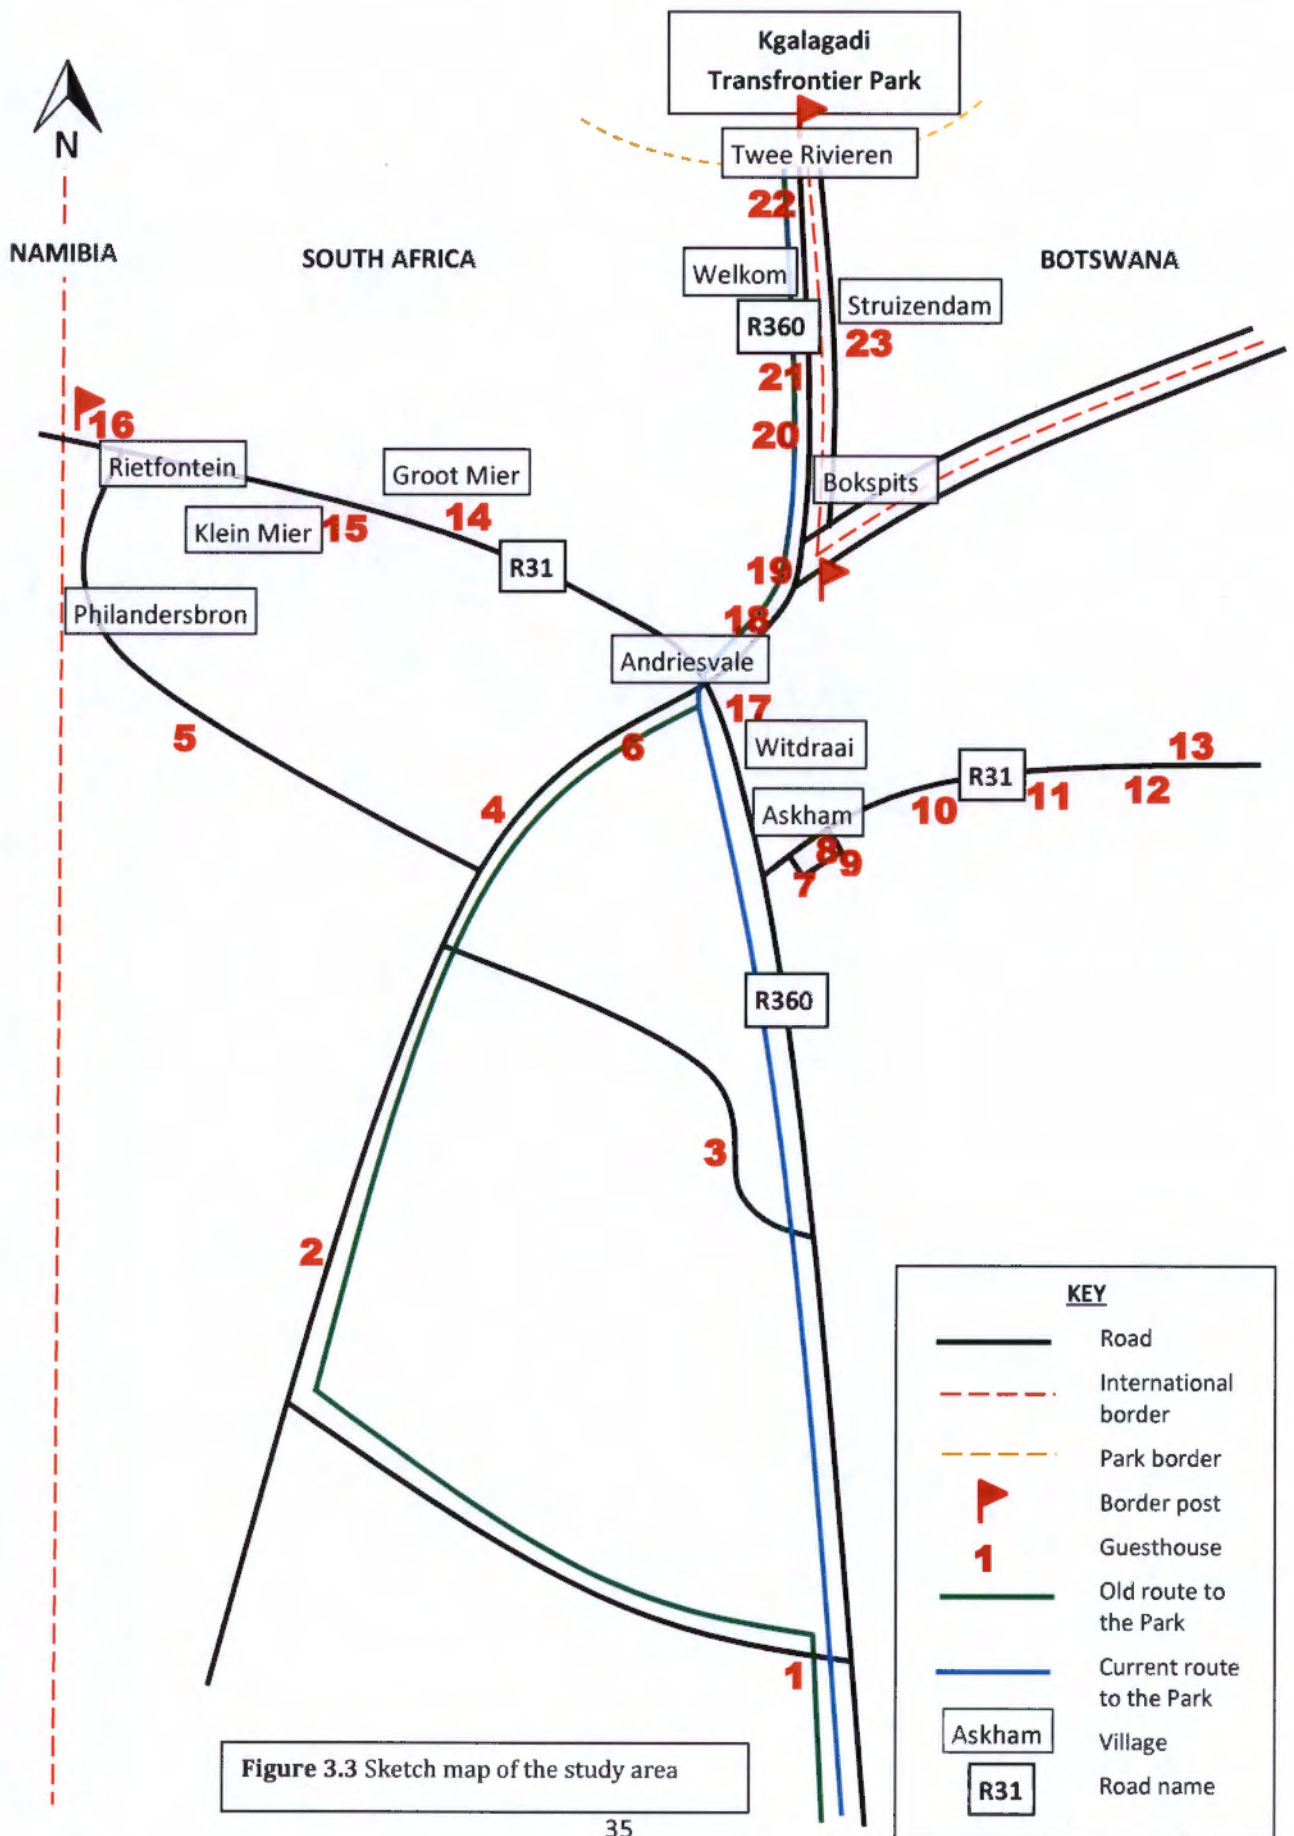 Kgalagadi
Transfrontier Park
N
Twee Rivieren
22
NAMIBIA
SOUTH AFRICA
BOTSWANA
Welkom
Struizendam
R360
23
21
16
20
Rietfontein
Groot Mier
Bokspits
Klein Mier
15
14
R31
19
Philandersbron
18
Andriesvale
17
5
6
Witdraai
13
4
R31
10
11
12
Askham
8
9
7
R360
3
2
1
KEY
Road
International
border
Park border
Border post
1
Guesthouse
Old route to
the Park
Current route
to the Park
Askham
Village
R31
Road name
Figure 3.3 Sketch map of the study area
35